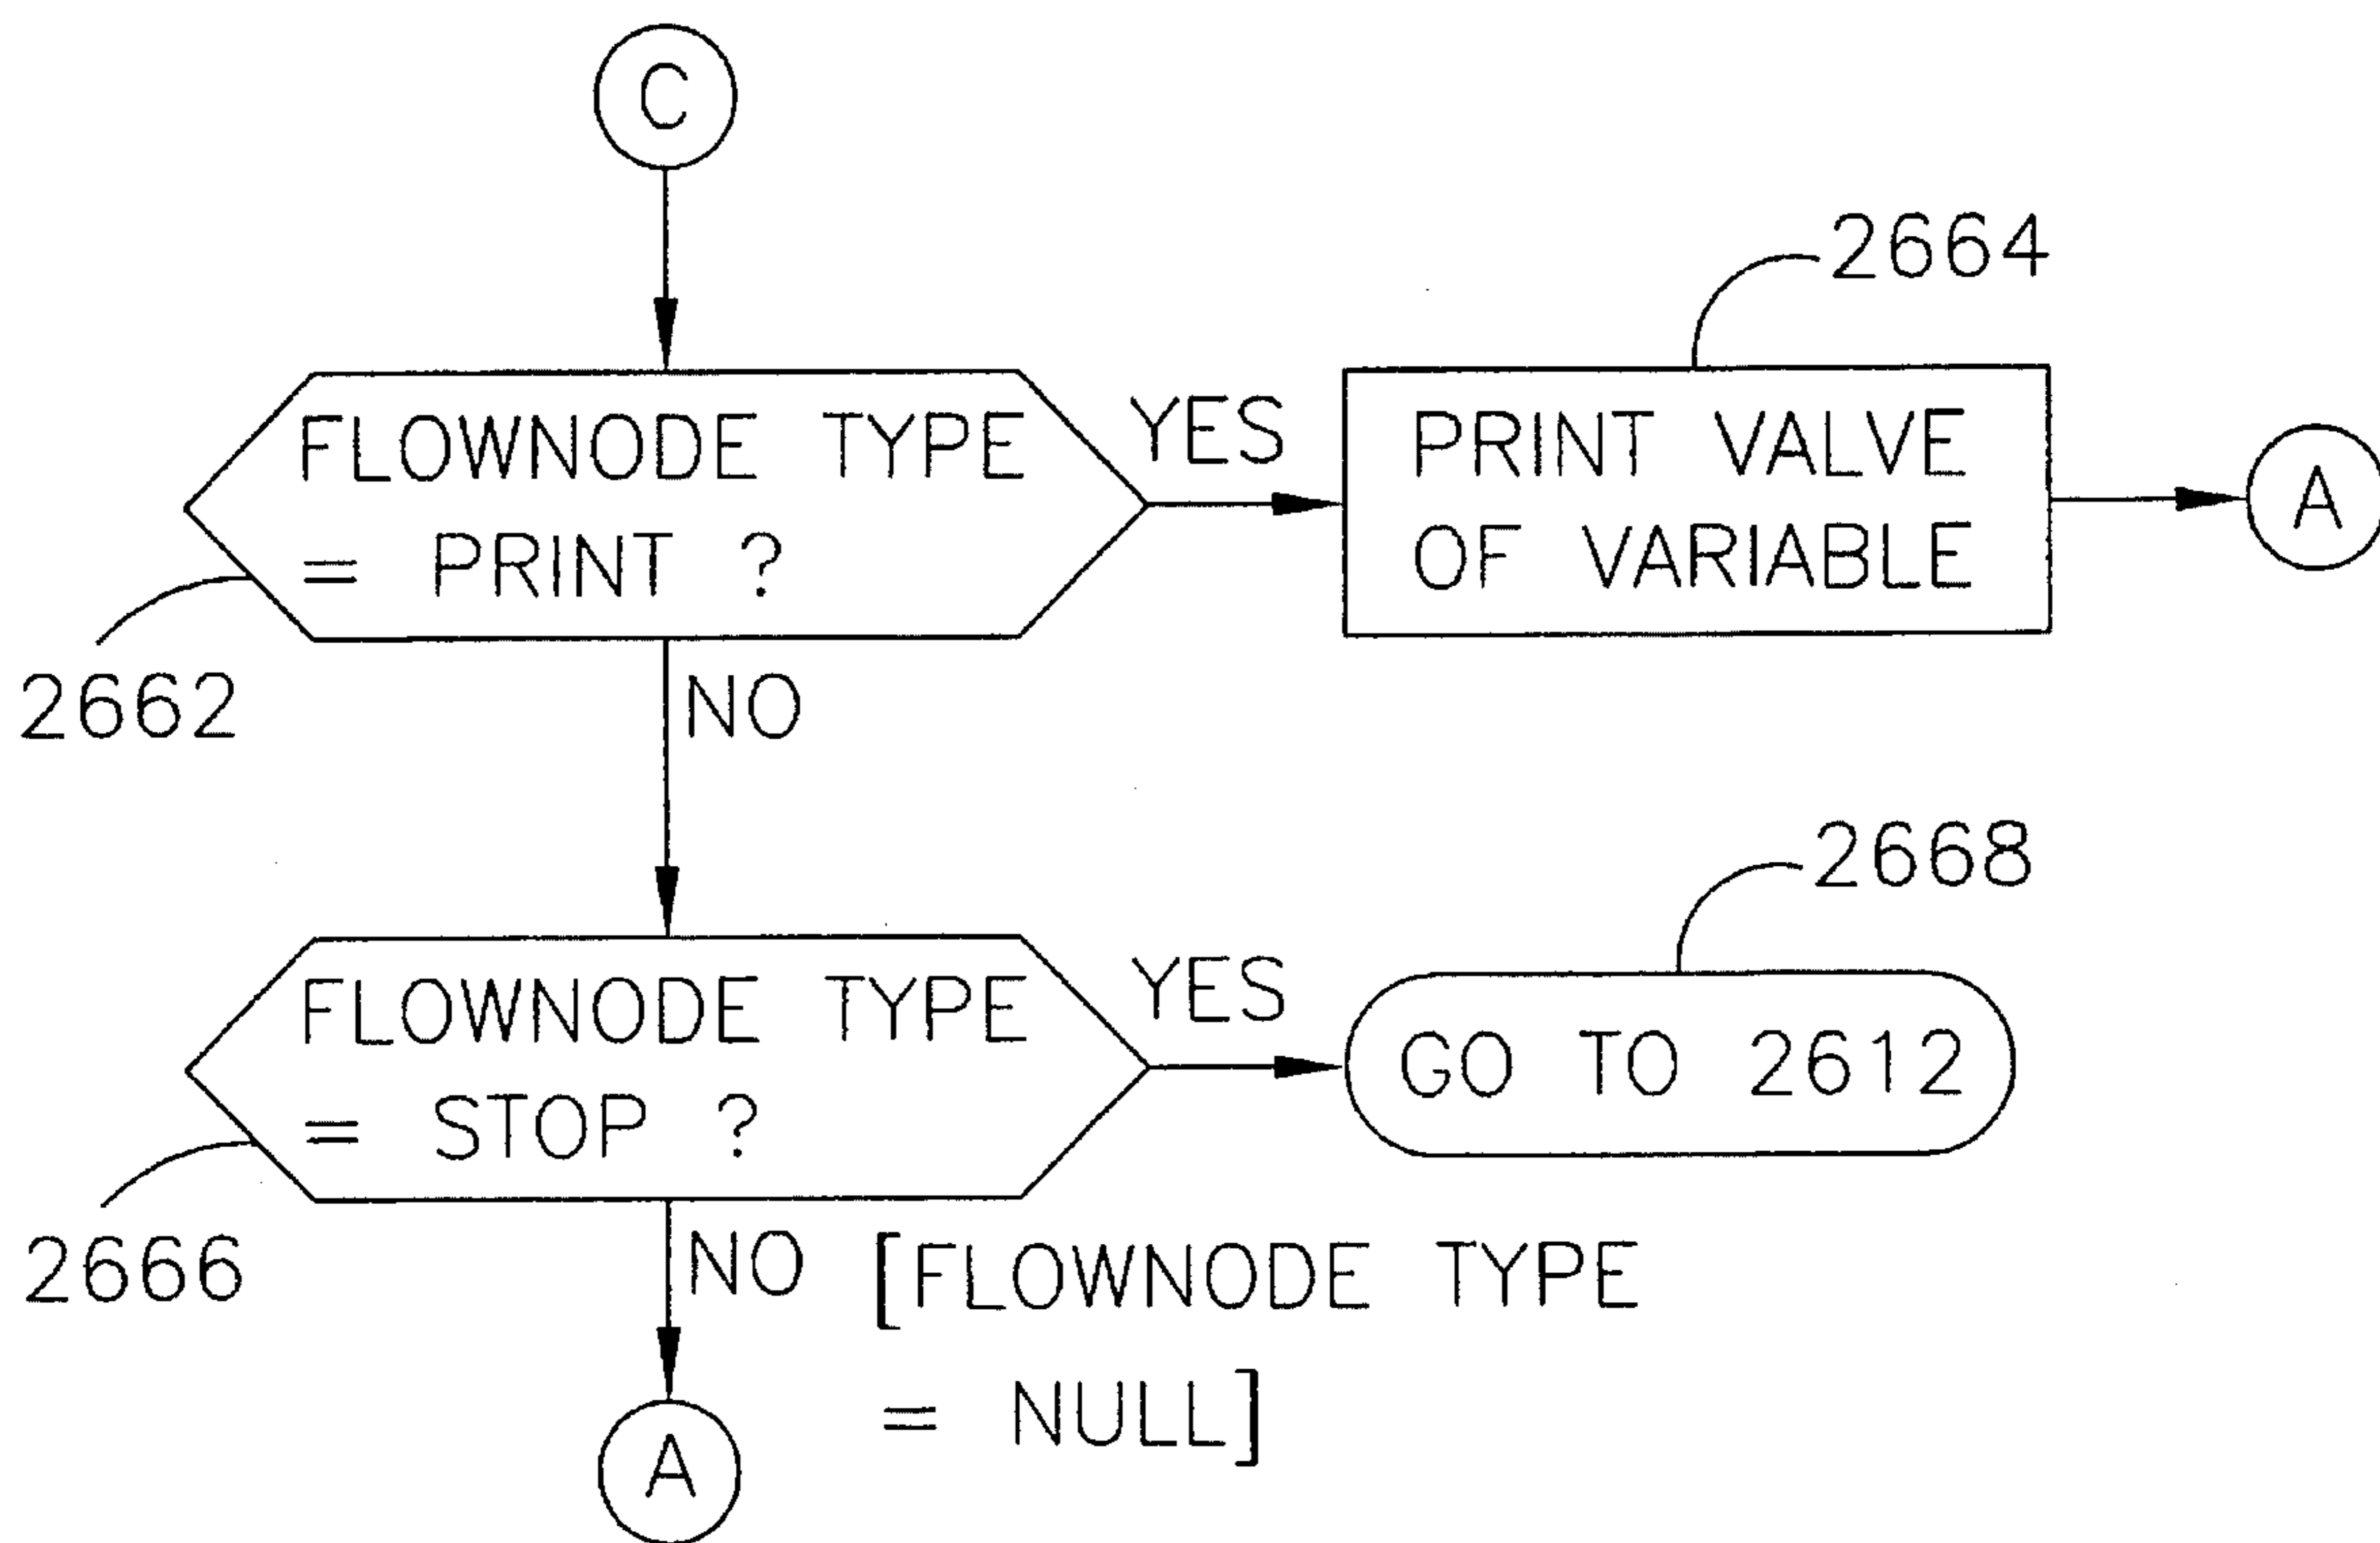 C
2664
FLOWNODE TYPE
= PRINT ?
YES
PRINT VALVE
OF VARIABLE
A
2662
NO
2668
FLOWNODE TYPE
= STOP ?
YES
GO TO 2612
2666
NO
[FLOWNODE TYPE
= NULL]
A